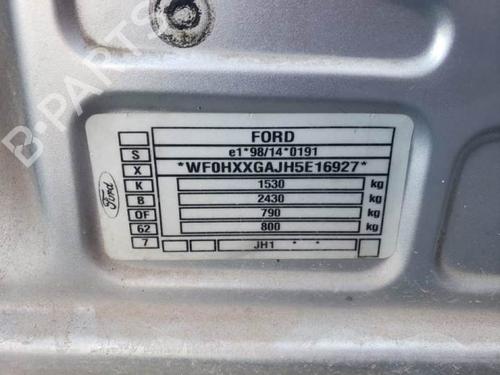 B-PARTS
FORD
S e1*98/14*0191
X *WF0HXXGAJH5E16927*
K 1530 kg
B 2430 kg
OF 790 kg
62 800 kg
7 JH1 * *
Ford